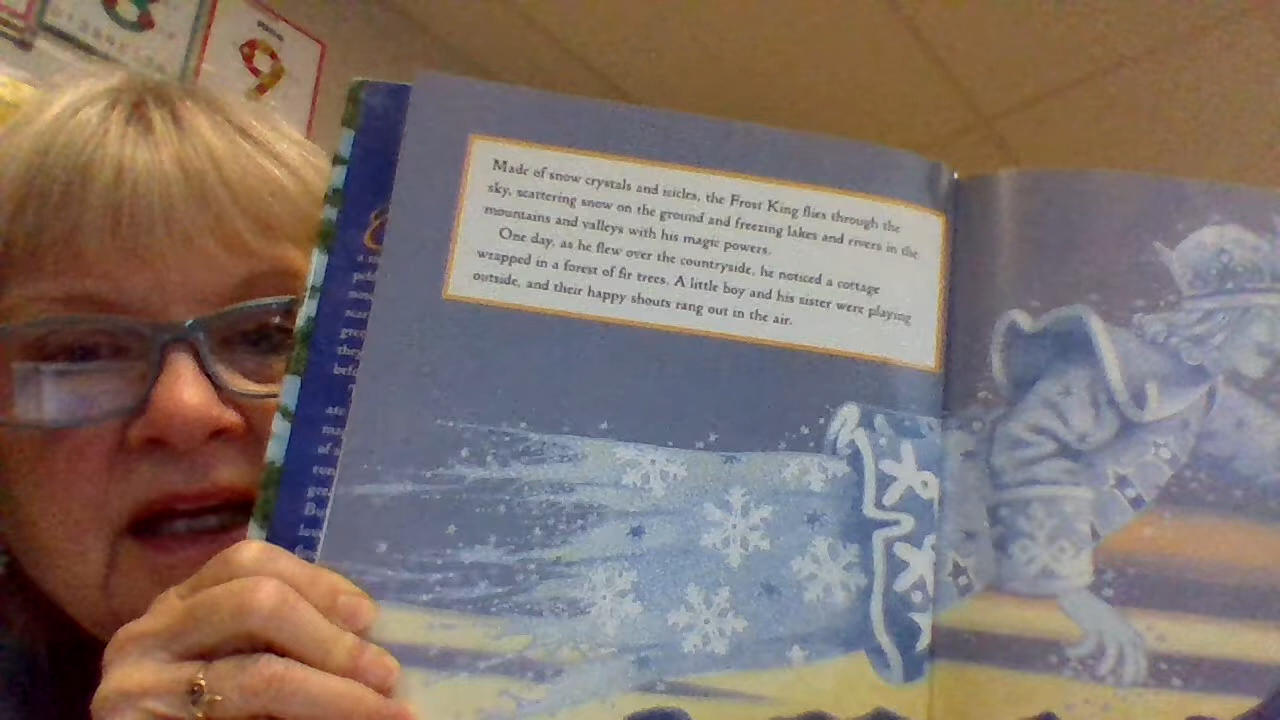 Made of snow crystals and icicles, the Frost King flies through the
sky, scattering snow on the ground and freezing lakes and rivers in the
mountains and valleys with his magic powers.
One day, as he flew over the countryside, he noticed a cottage
wrapped in a forest of fir trees. A little boy and his sister were playing
outside, and their happy shouts rang out in the air.
9